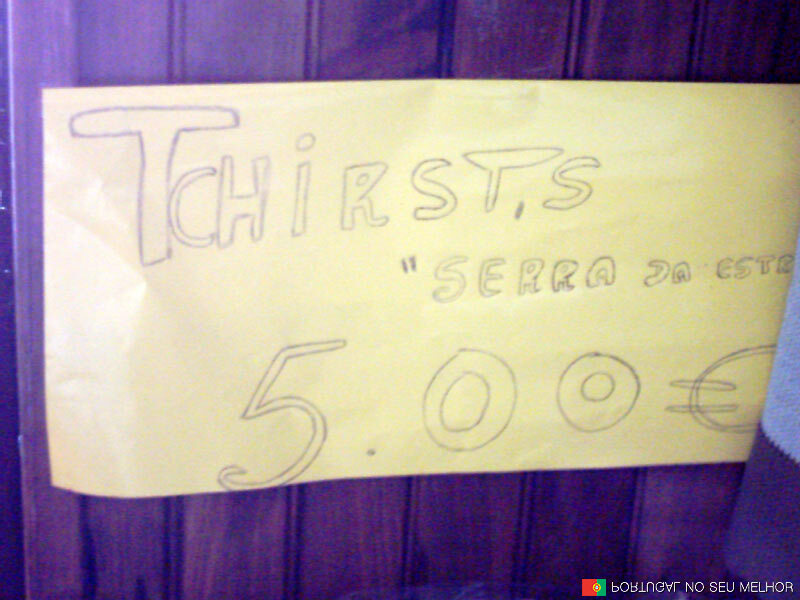 TCHIRST,S
"SERRA DA ESTR
5.00€
PORTUGAL NO SEU MELHOR